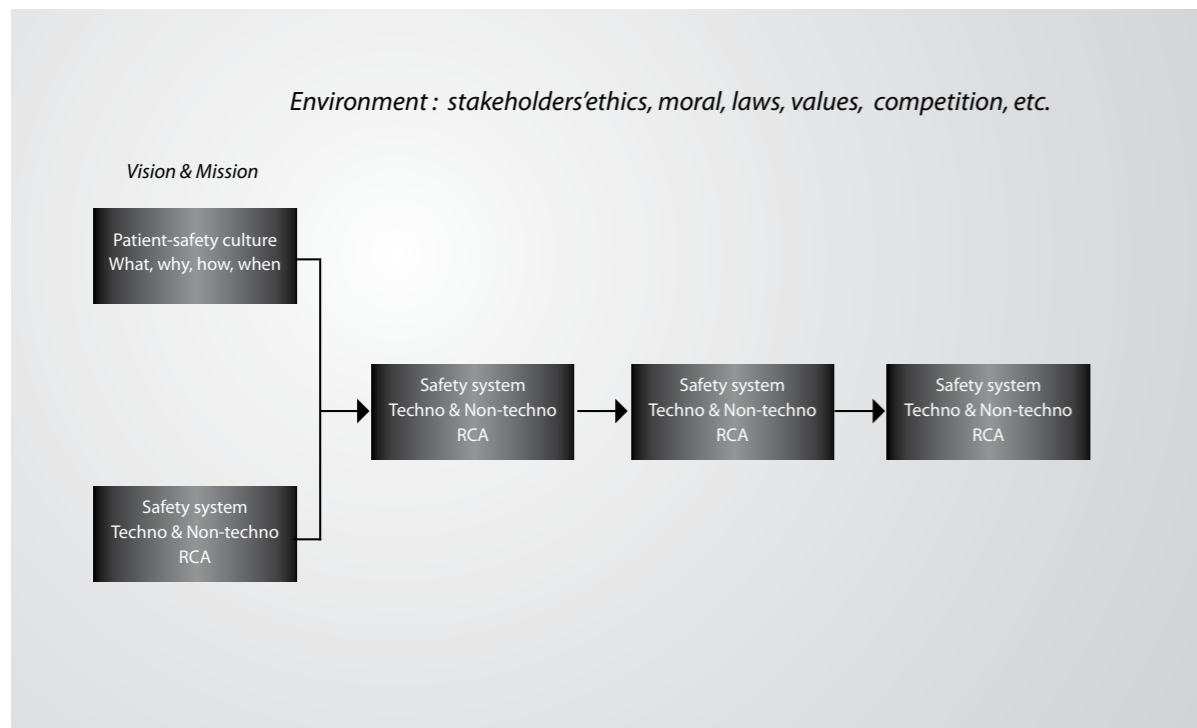 Environment : stakeholders'ethics, moral, laws, values, competition, etc.
Vision & Mission
Patient-safety culture
What, why, how, when
Safety system
Techno & Non-techno
RCA
Safety system
Techno & Non-techno
RCA
Safety system
Techno & Non-techno
RCA
Safety system
Techno & Non-techno
RCA